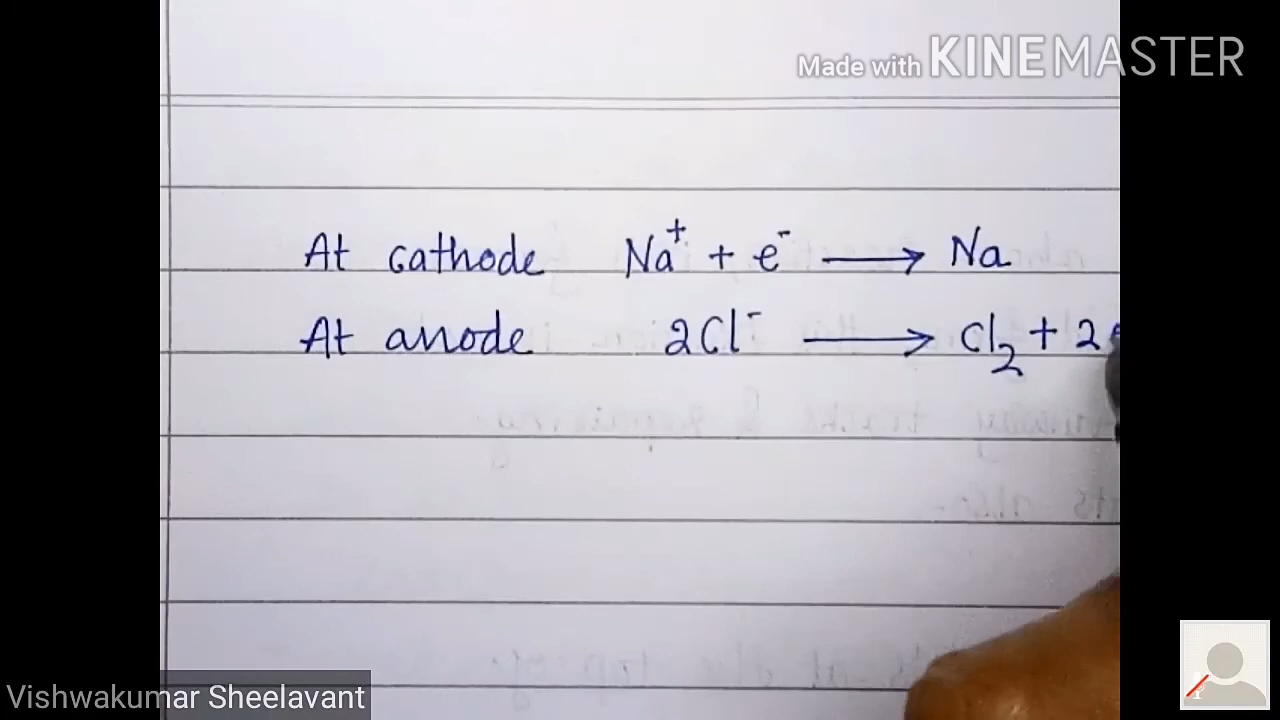 Made with KINEMASTER
At cathode Na⁺ + e⁻ ⟶ Na
At anode 2Cl⁻ ⟶ Cl₂ + 2
Vishwakumar Sheelavant